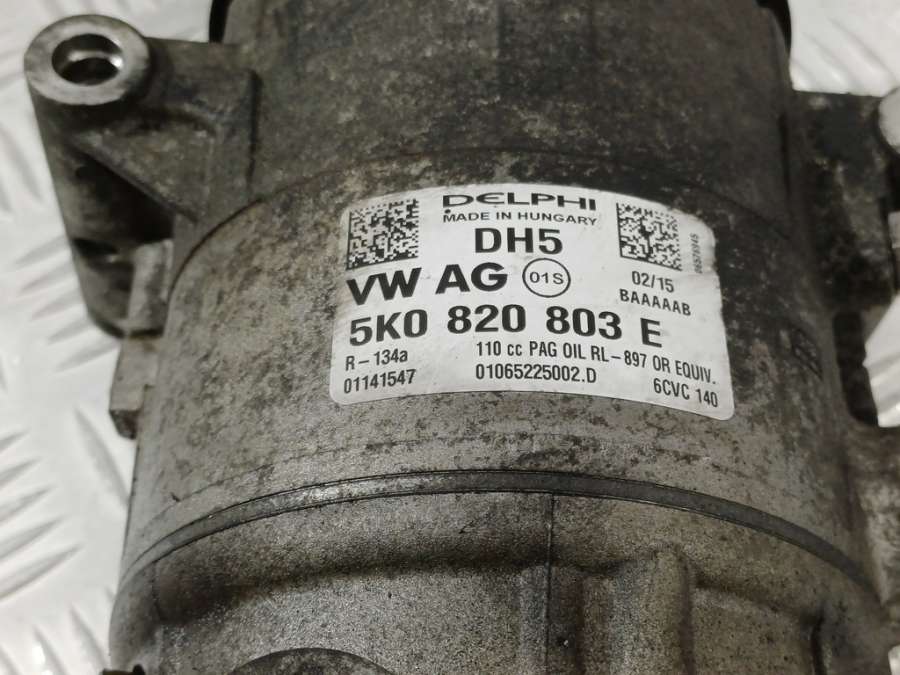 DELPHI
MADE IN HUNGARY
DH5
VW AG 01S
02/15
BAAAAAB
5K0 820 803 E
R-134a 110 cc PAG OIL RL-897 OR EQUIV.
01141547 01065225002.D 6CVC 140